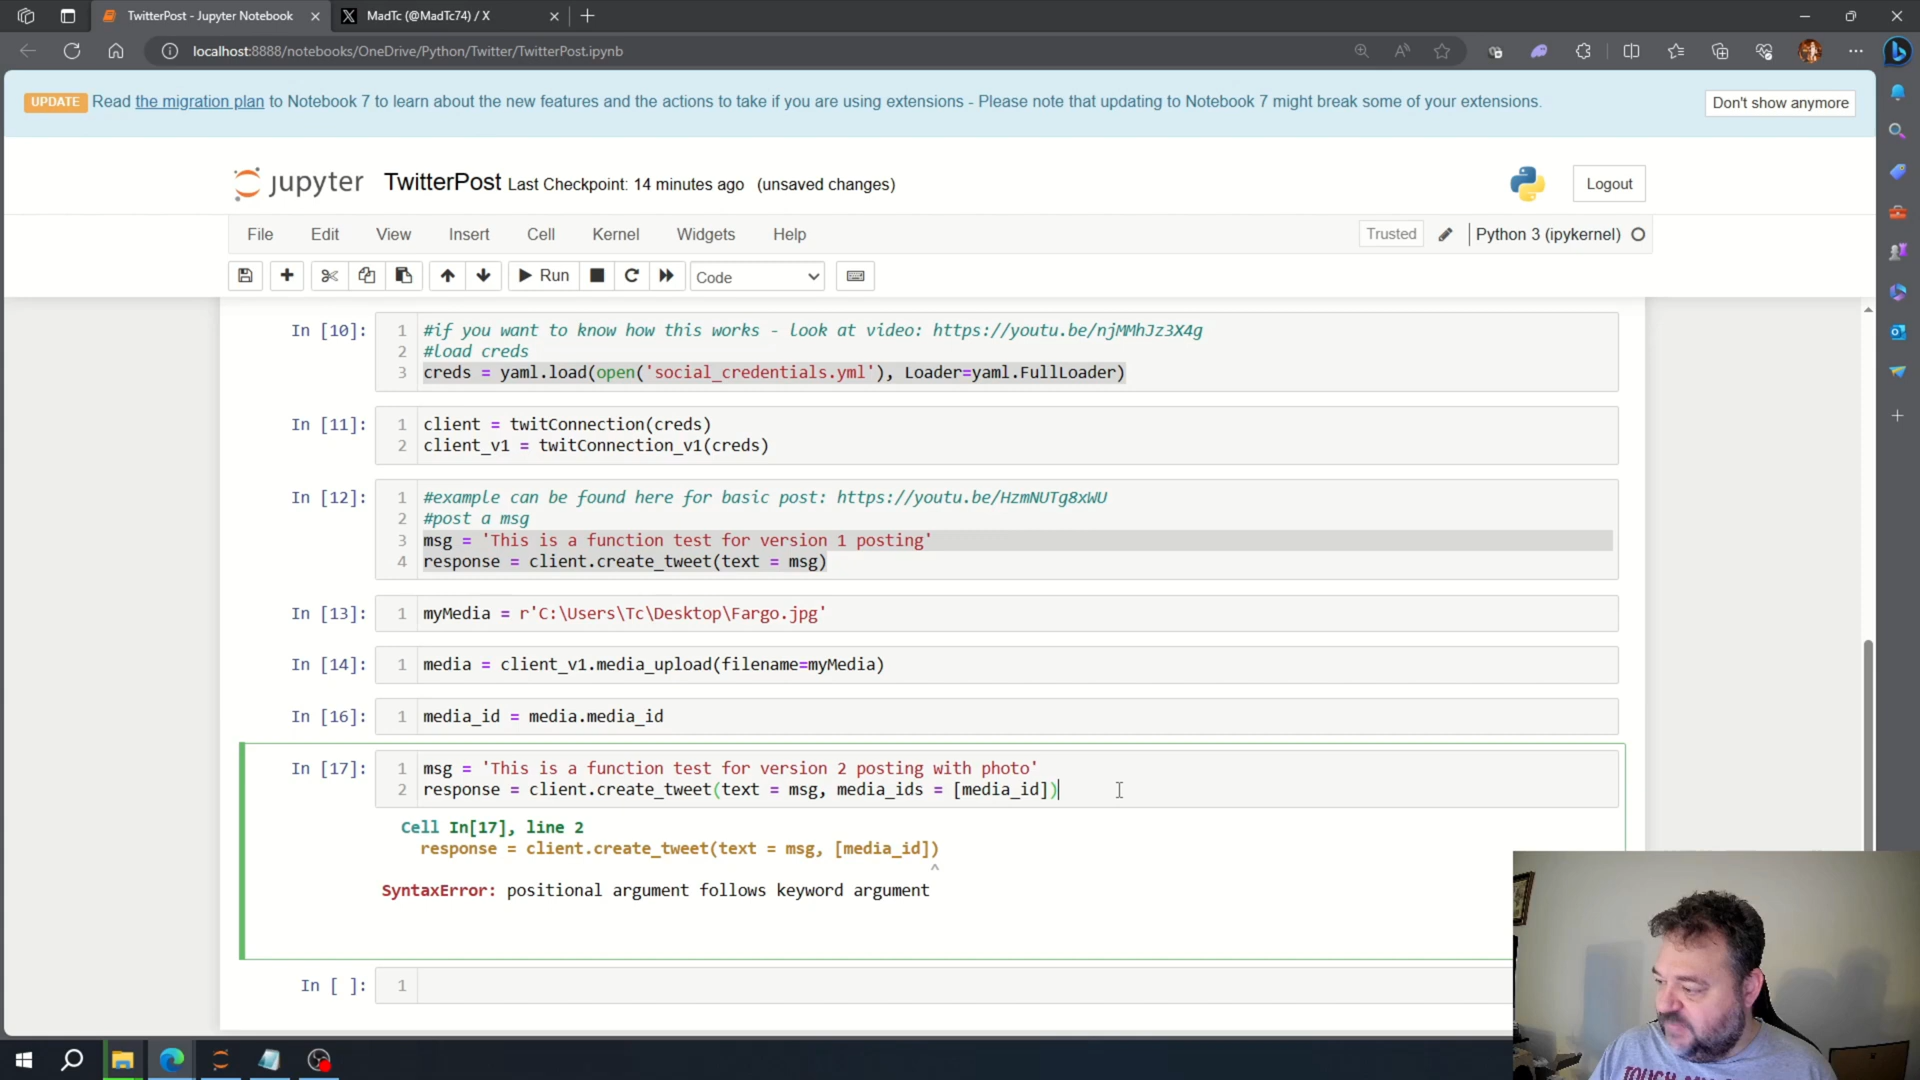 TwitterPost - Jupyter Notebook
MadTc (@MadTc74) / X
localhost:8888/notebooks/OneDrive/Python/Twitter/TwitterPost.ipynb
UPDATE Read the migration plan to Notebook 7 to learn about the new features and the actions to take if you are using extensions - Please note that updating to Notebook 7 might break some of your extensions.
Don't show anymore
jupyter TwitterPost Last Checkpoint: 14 minutes ago (unsaved changes)
Logout
File Edit View Insert Cell Kernel Widgets Help
Trusted Python 3 (ipykernel)
Run Code
In [10]: 1 #if you want to know how this works - look at video: https://youtu.be/njMMhJz3X4g
2 #load creds
3 creds = yaml.load(open('social_credentials.yml'), Loader=yaml.FullLoader)
In [11]: 1 client = twitConnection(creds)
2 client_v1 = twitConnection_v1(creds)
In [12]: 1 #example can be found here for basic post: https://youtu.be/HzmNUTg8xWU
2 #post a msg
3 msg = 'This is a function test for version 1 posting'
4 response = client.create_tweet(text = msg)
In [13]: 1 myMedia = r'C:\Users\Tc\Desktop\Fargo.jpg'
In [14]: 1 media = client_v1.media_upload(filename=myMedia)
In [16]: 1 media_id = media.media_id
In [17]: 1 msg = 'This is a function test for version 2 posting with photo'
2 response = client.create_tweet(text = msg, media_ids = [media_id])
Cell In[17], line 2
response = client.create_tweet(text = msg, [media_id])
^
SyntaxError: positional argument follows keyword argument
In [ ]: 1